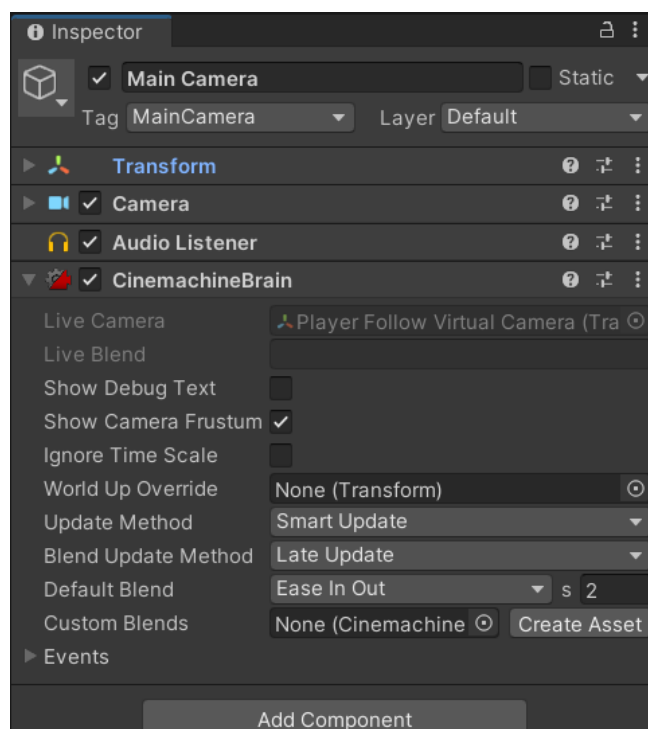 Inspector
Main Camera Static
Tag MainCamera Layer Default
Transform
Camera
Audio Listener
CinemachineBrain
Live Camera Player Follow Virtual Camera (Tra
Live Blend
Show Debug Text
Show Camera Frustum
Ignore Time Scale
World Up Override None (Transform)
Update Method Smart Update
Blend Update Method Late Update
Default Blend Ease In Out s 2
Custom Blends None (Cinemachine Create Asset
Events
Add Component